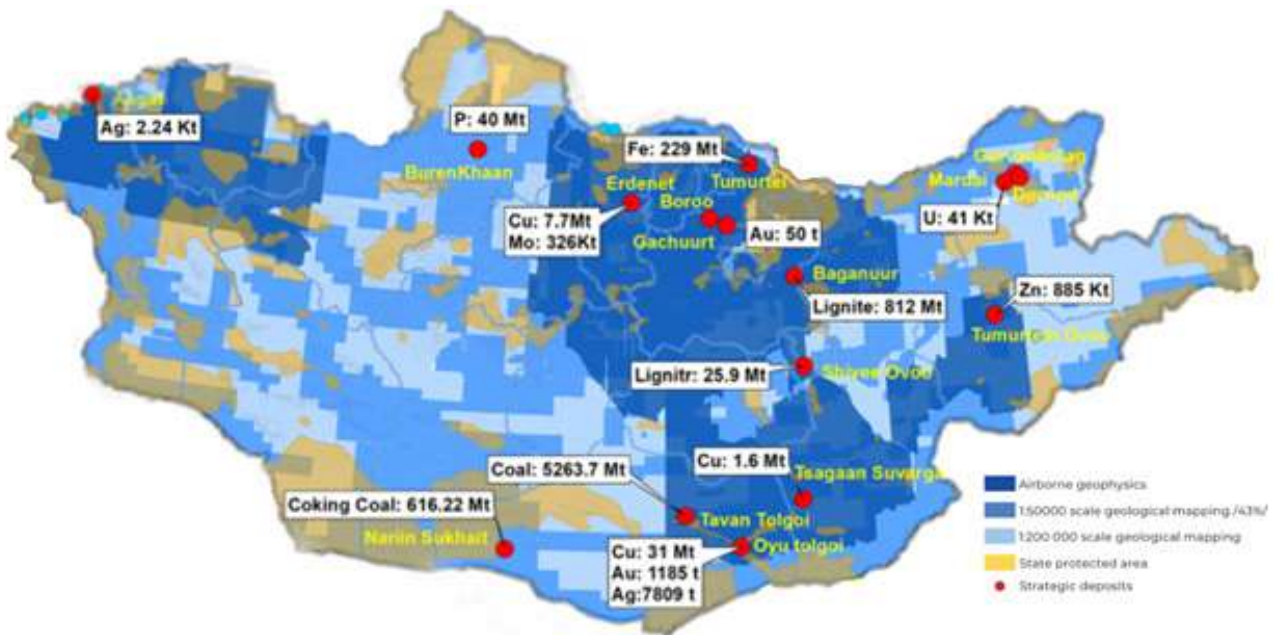 Ag: 2.24 Kt
P: 40 Mt
BurenKhaan
Fe: 229 Mt
Tumurtei
Erdenet
Boroo
Cu: 7.7Mt
Mo: 326Kt
Gachuurt
Au: 50 t
Mardai
U: 41 Kt
Baganuur
Lignite: 812 Mt
Zn: 885 Kt
Tumurtein Ovoo
Lignitr: 25.9 Mt
Shivee Ovoo
Cu: 1.6 Mt
Tsagaan Suvarga
Coal: 5263.7 Mt
Coking Coal: 616.22 Mt
Tavan Tolgoi
Nariin Sukhait
Oyu tolgoi
Cu: 31 Mt
Au: 1185 t
Ag:7809 t
Airborne geophysics
1:50000 scale geological mapping /43%/
1:200 000 scale geological mapping
State protected area
Strategic deposits